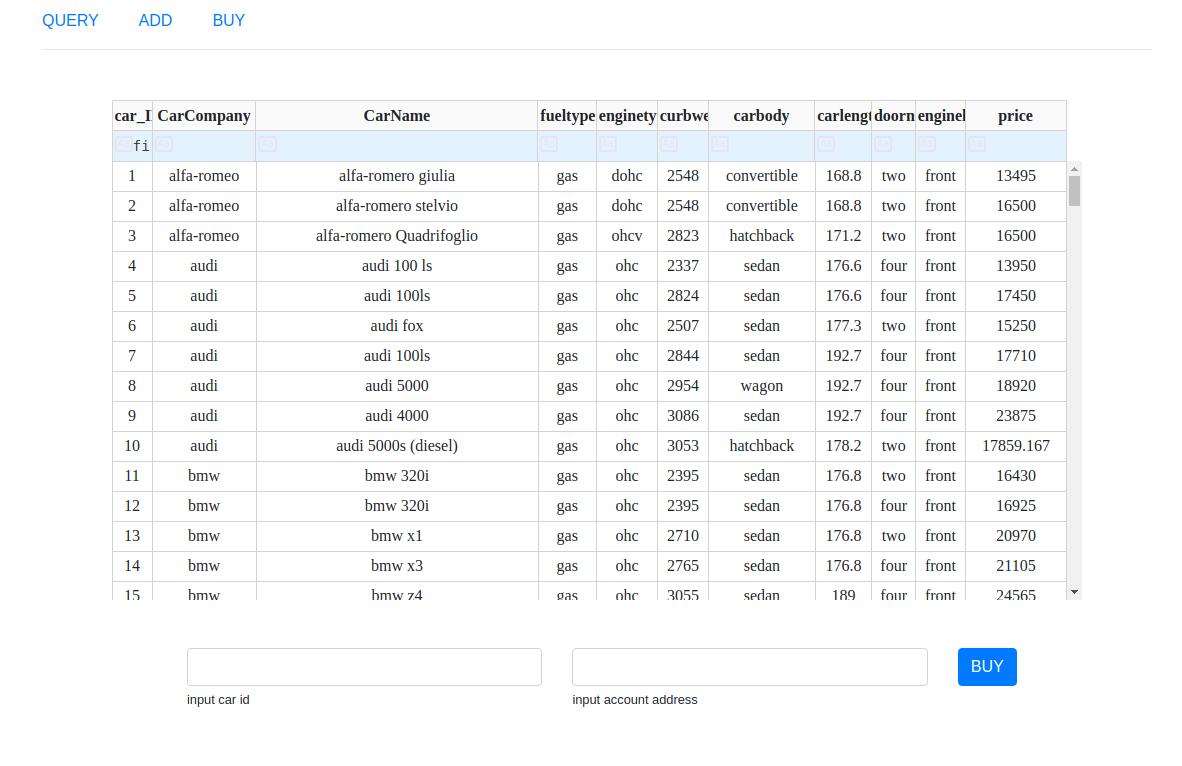 QUERY ADD BUY
car_I CarCompany CarName fueltype enginety curbwe carbody carlengt doorn enginel price
Aa fi Aa Aa Aa Aa Aa Aa Aa Aa Aa Aa
1 alfa-romeo alfa-romero giulia gas dohc 2548 convertible 168.8 two front 13495
2 alfa-romeo alfa-romero stelvio gas dohc 2548 convertible 168.8 two front 16500
3 alfa-romeo alfa-romero Quadrifoglio gas ohcv 2823 hatchback 171.2 two front 16500
4 audi audi 100 ls gas ohc 2337 sedan 176.6 four front 13950
5 audi audi 100ls gas ohc 2824 sedan 176.6 four front 17450
6 audi audi fox gas ohc 2507 sedan 177.3 two front 15250
7 audi audi 100ls gas ohc 2844 sedan 192.7 four front 17710
8 audi audi 5000 gas ohc 2954 wagon 192.7 four front 18920
9 audi audi 4000 gas ohc 3086 sedan 192.7 four front 23875
10 audi audi 5000s (diesel) gas ohc 3053 hatchback 178.2 two front 17859.167
11 bmw bmw 320i gas ohc 2395 sedan 176.8 two front 16430
12 bmw bmw 320i gas ohc 2395 sedan 176.8 four front 16925
13 bmw bmw x1 gas ohc 2710 sedan 176.8 two front 20970
14 bmw bmw x3 gas ohc 2765 sedan 176.8 four front 21105
15 bmw bmw z4 gas ohc 3055 sedan 189 four front 24565
BUY
input car id input account address